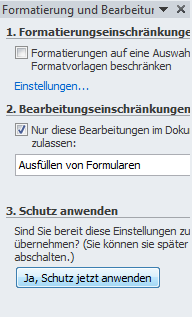 Formatierung und Bearbeitur
1. Formatierungseinschränkunge
Formatierungen auf eine Auswah
Formatvorlagen beschränken
Einstellungen...
2. Bearbeitungseinschränkungen
Nur diese Bearbeitungen im Doku
zulassen:
Ausfüllen von Formularen
3. Schutz anwenden
Sind Sie bereit diese Einstellungen zu
übernehmen? (Sie können sie später
abschalten.)
Ja, Schutz jetzt anwenden